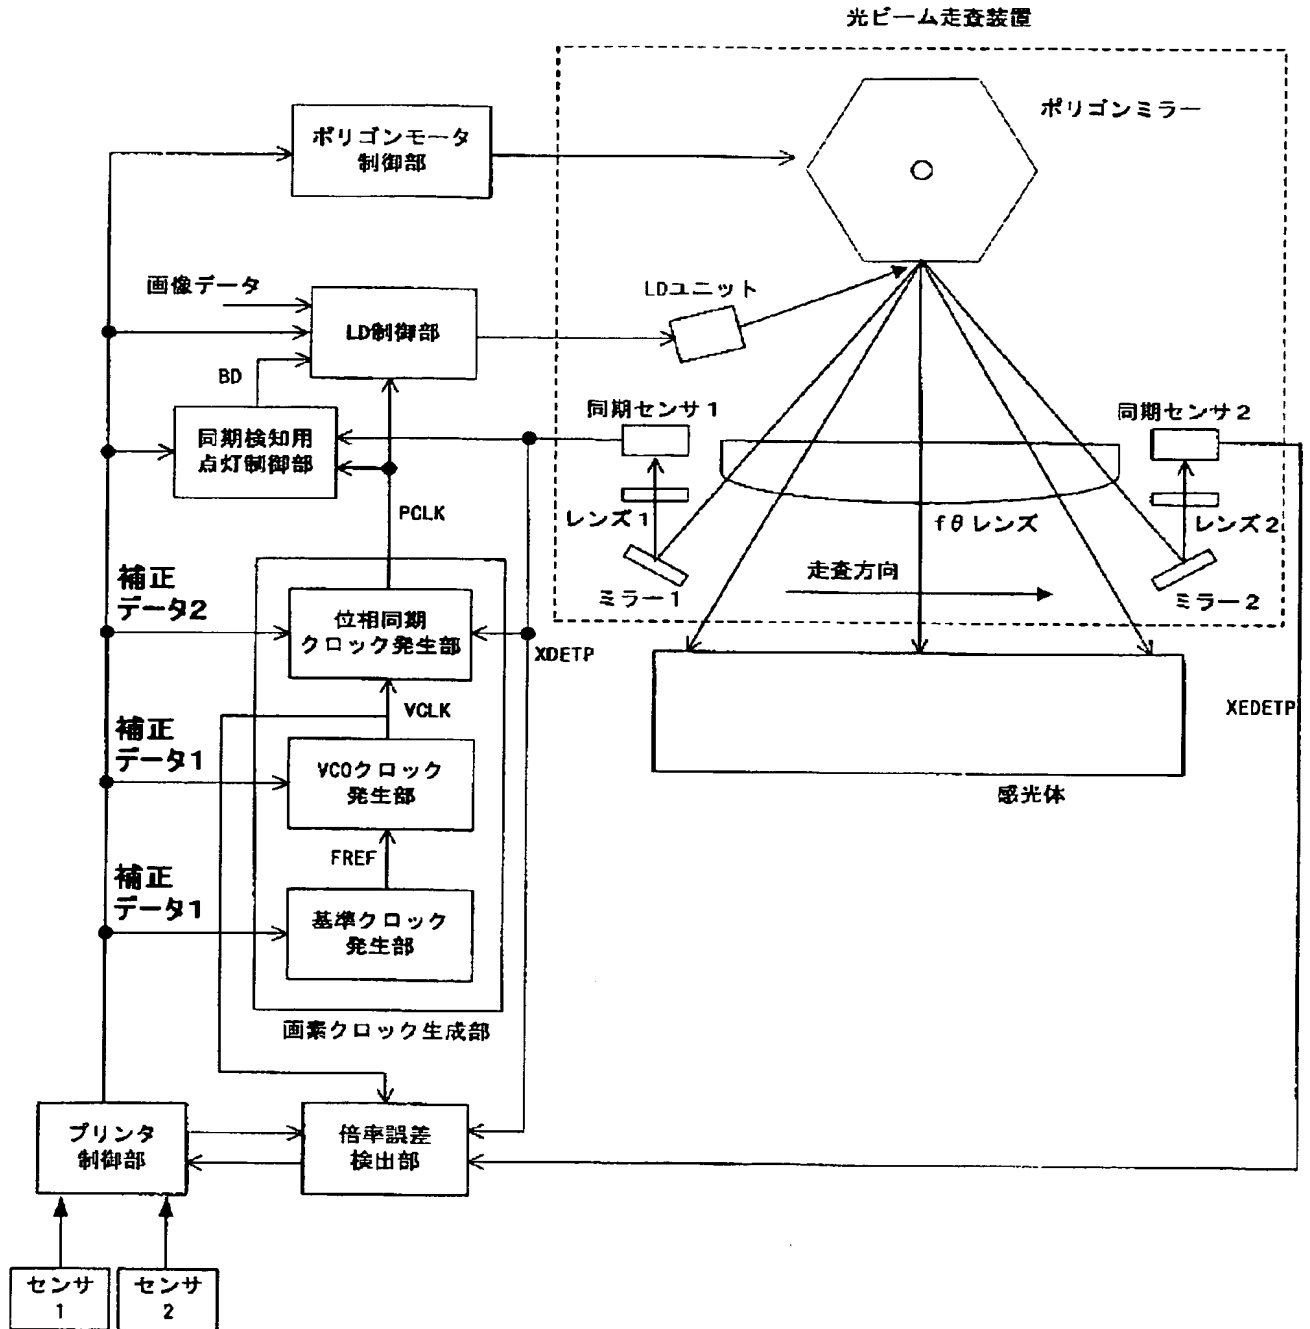 光ビーム走査装置
ポリゴンミラー
ポリゴンモータ
制御部
画像データ
LDユニット
LD制御部
BD
同期センサ1
同期センサ2
同期検知用
点灯制御部
PCLK
レンズ1
fθレンズ
レンズ2
走査方向
ミラー1
ミラー2
補正
データ2
位相同期
クロック発生部
XDETP
VCLK
XEDETP
補正
データ1
VCOクロック
発生部
感光体
FREF
補正
データ1
基準クロック
発生部
画素クロック生成部
プリンタ
制御部
倍率誤差
検出部
センサ
1
センサ
2